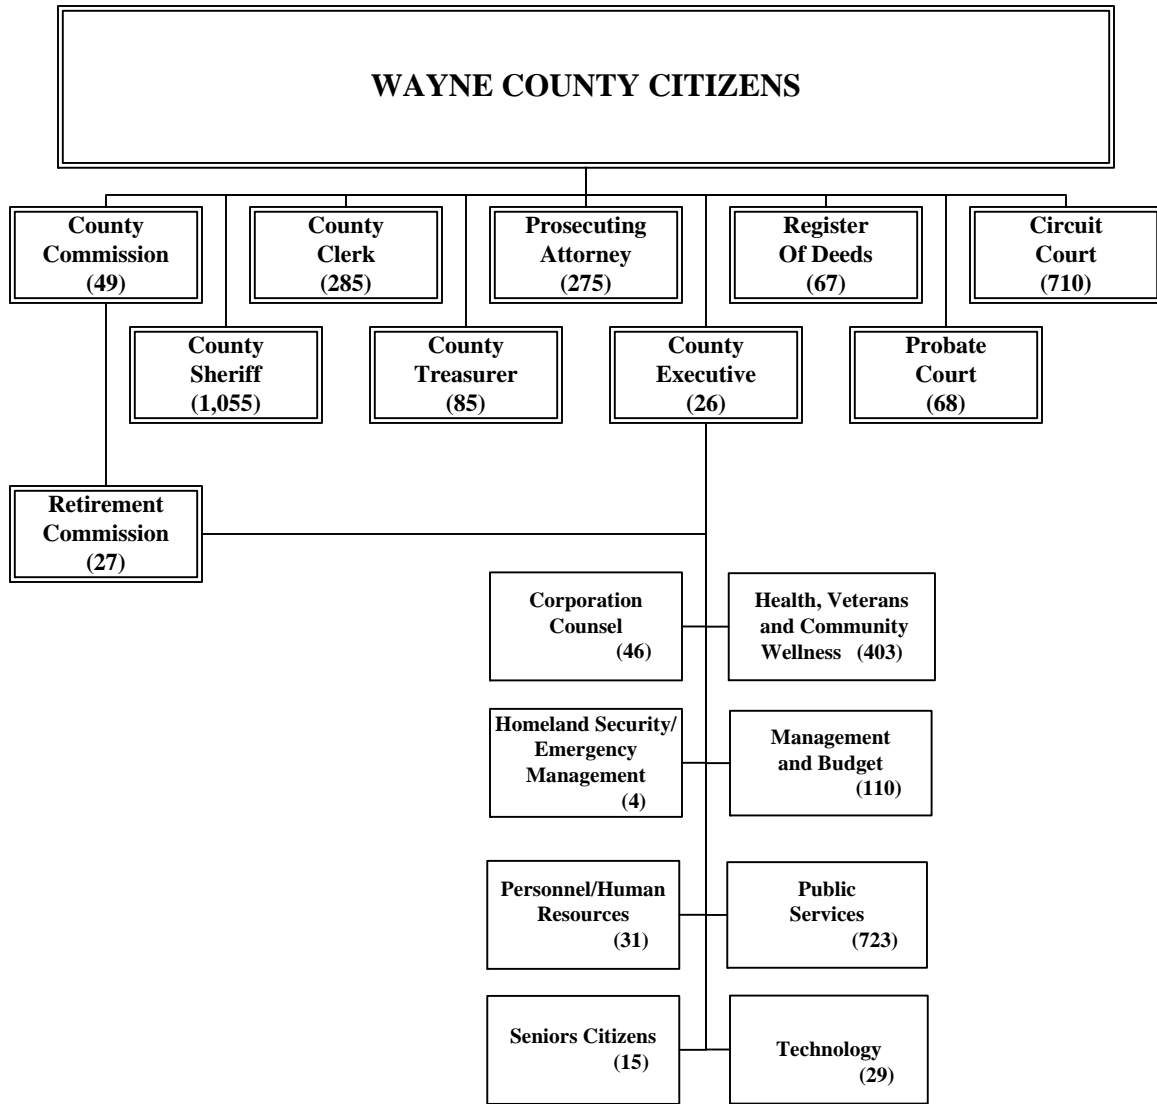 WAYNE COUNTY CITIZENS
County
Commission
(49)
County
Clerk
(285)
Prosecuting
Attorney
(275)
Register
Of Deeds
(67)
Circuit
Court
(710)
County
Sheriff
(1,055)
County
Treasurer
(85)
County
Executive
(26)
Probate
Court
(68)
Retirement
Commission
(27)
Corporation
Counsel
(46)
Health, Veterans
and Community
Wellness (403)
Homeland Security/
Emergency
Management
(4)
Management
and Budget
(110)
Personnel/Human
Resources
(31)
Public
Services
(723)
Seniors Citizens
(15)
Technology
(29)